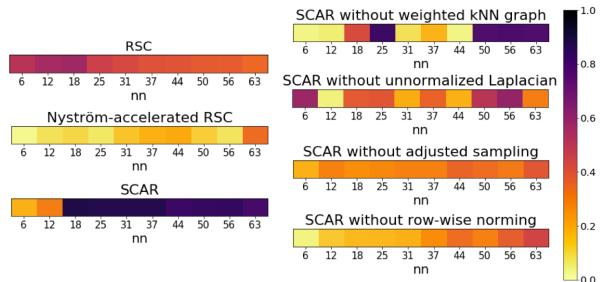 RSC
6 12 18 25 31 37 44 50 56 63
nn
Nyström-accelerated RSC
6 12 18 25 31 37 44 50 56 63
nn
SCAR
6 12 18 25 31 37 44 50 56 63
nn
SCAR without weighted kNN graph
6 12 18 25 31 37 44 50 56 63
nn
SCAR without unnormalized Laplacian
6 12 18 25 31 37 44 50 56 63
nn
SCAR without adjusted sampling
6 12 18 25 31 37 44 50 56 63
nn
SCAR without row-wise norming
6 12 18 25 31 37 44 50 56 63
nn
1.0
0.8
0.6
0.4
0.2
0.0